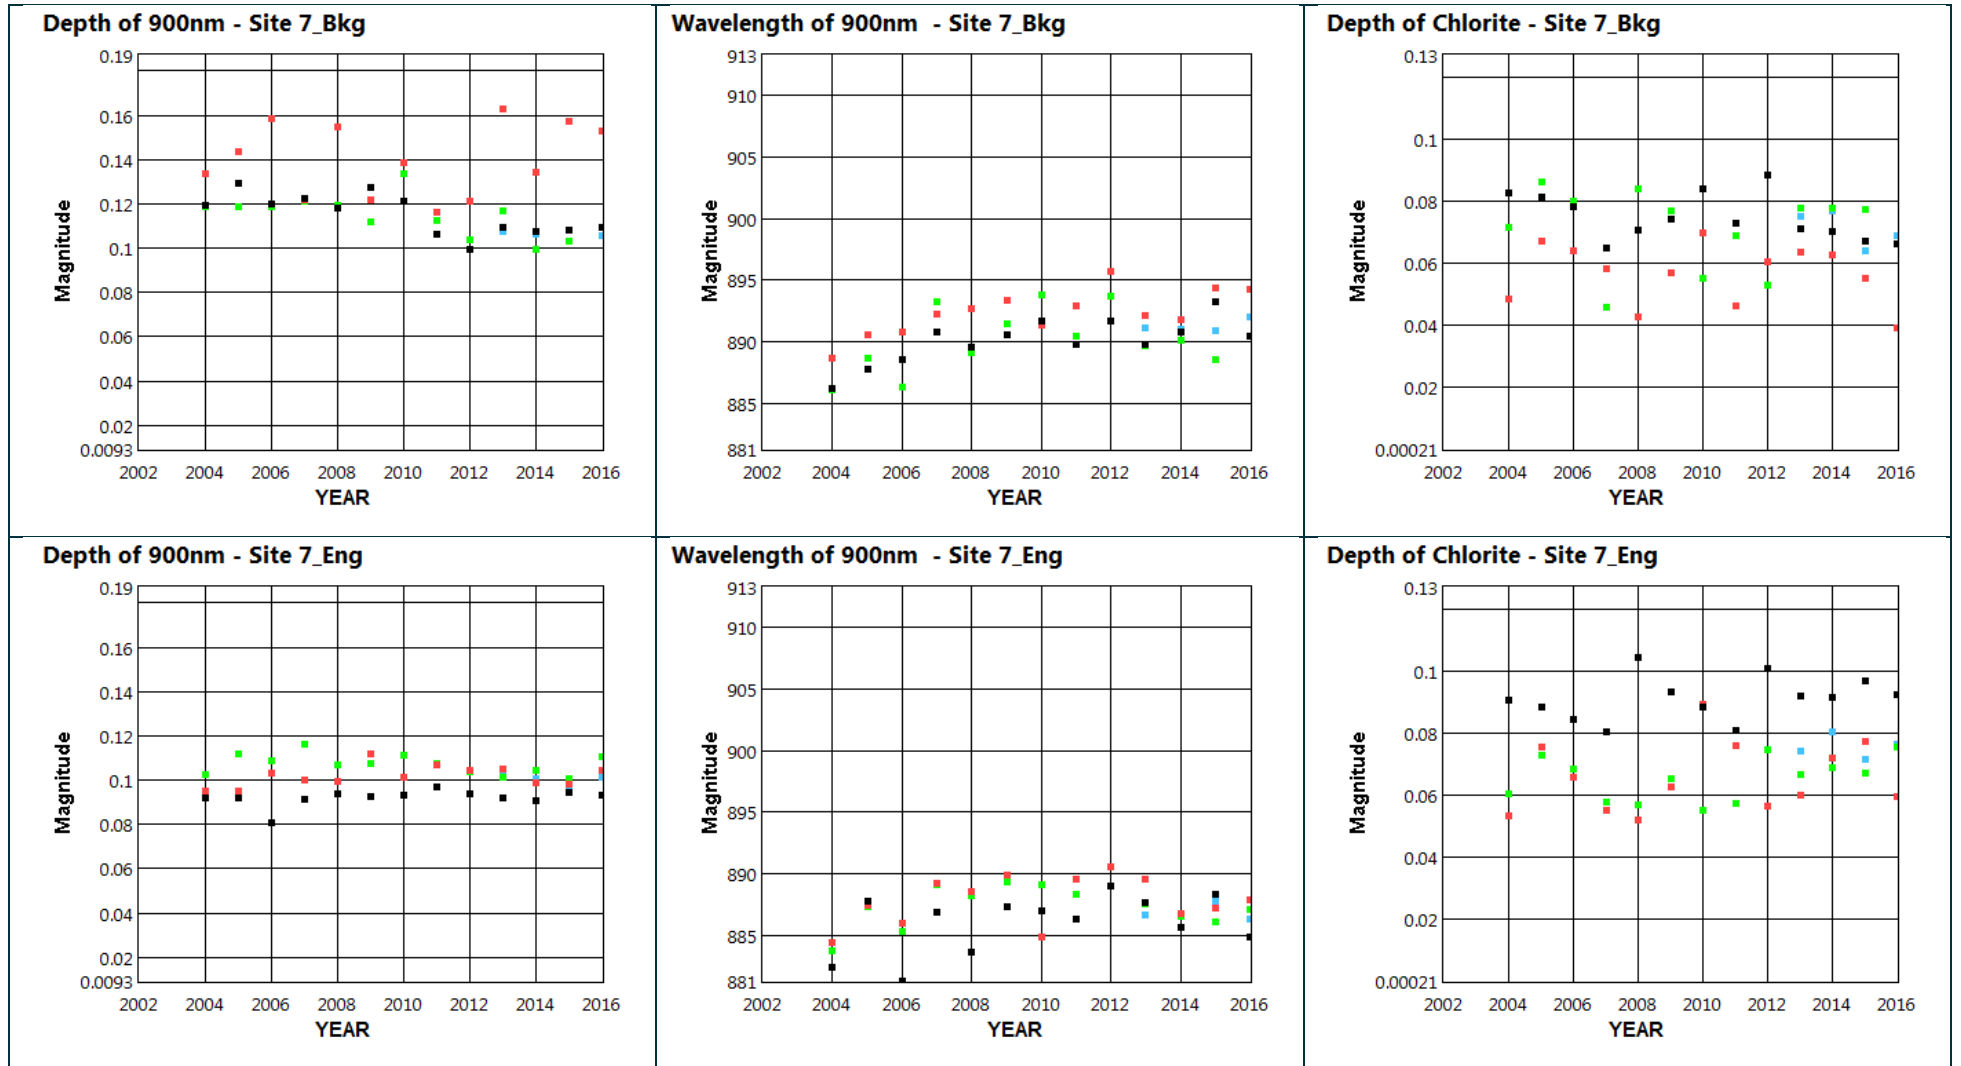 Depth of 900nm - Site 7_Bkg
0.19
0.16
0.14
0.12
0.1
0.08
0.06
0.04
0.02
0.0093
Magnitude
2002 2004 2006 2008 2010 2012 2014 2016
YEAR
Wavelength of 900nm - Site 7_Bkg
913
910
905
900
895
890
885
881
Magnitude
2002 2004 2006 2008 2010 2012 2014 2016
YEAR
Depth of Chlorite - Site 7_Bkg
0.13
0.1
0.08
0.06
0.04
0.02
0.00021
Magnitude
2002 2004 2006 2008 2010 2012 2014 2016
YEAR
Depth of 900nm - Site 7_Eng
0.19
0.16
0.14
0.12
0.1
0.08
0.06
0.04
0.02
0.0093
Magnitude
2002 2004 2006 2008 2010 2012 2014 2016
YEAR
Wavelength of 900nm - Site 7_Eng
913
910
905
900
895
890
885
881
Magnitude
2002 2004 2006 2008 2010 2012 2014 2016
YEAR
Depth of Chlorite - Site 7_Eng
0.13
0.1
0.08
0.06
0.04
0.02
0.00021
Magnitude
2002 2004 2006 2008 2010 2012 2014 2016
YEAR